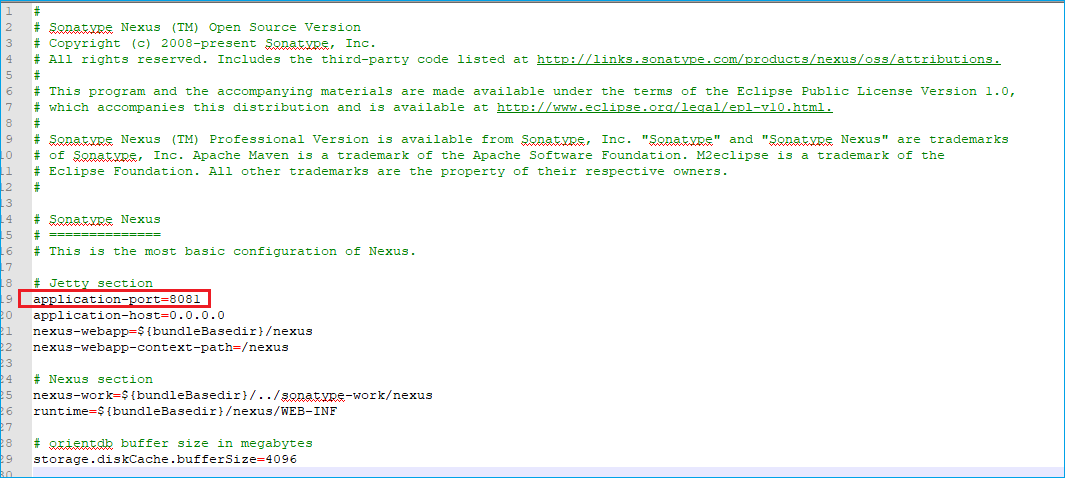 1 #
2 # Sonatype Nexus (TM) Open Source Version
3 # Copyright (c) 2008-present Sonatype, Inc.
4 # All rights reserved. Includes the third-party code listed at http://links.sonatype.com/products/nexus/oss/attributions.
5 #
6 # This program and the accompanying materials are made available under the terms of the Eclipse Public License Version 1.0,
7 # which accompanies this distribution and is available at http://www.eclipse.org/legal/epl-v10.html.
8 #
9 # Sonatype Nexus (TM) Professional Version is available from Sonatype, Inc. "Sonatype" and "Sonatype Nexus" are trademarks
10 # of Sonatype, Inc. Apache Maven is a trademark of the Apache Software Foundation. M2eclipse is a trademark of the
11 # Eclipse Foundation. All other trademarks are the property of their respective owners.
12 #
13
14 # Sonatype Nexus
15 # ==============
16 # This is the most basic configuration of Nexus.
17
18 # Jetty section
19 application-port=8081
20 application-host=0.0.0.0
21 nexus-webapp=${bundleBasedir}/nexus
22 nexus-webapp-context-path=/nexus
23
24 # Nexus section
25 nexus-work=${bundleBasedir}/../sonatype-work/nexus
26 runtime=${bundleBasedir}/nexus/WEB-INF
27
28 # orientdb buffer size in megabytes
29 storage.diskCache.bufferSize=4096
30